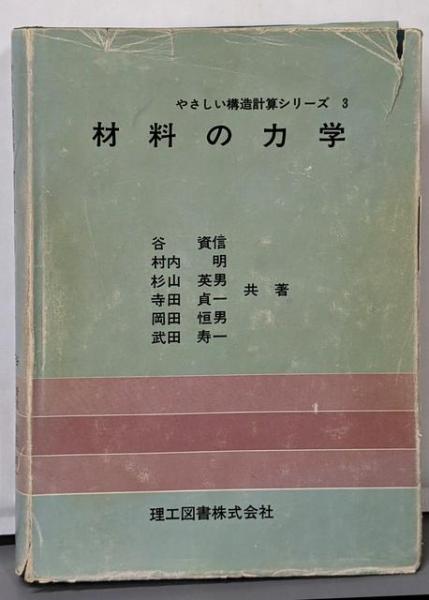 やさしい構造計算シリーズ 3
材料の力学
谷 資信
村内 明
杉山 英男
寺田 貞一
岡田 恒男
武田 寿一
共著
理工図書株式会社